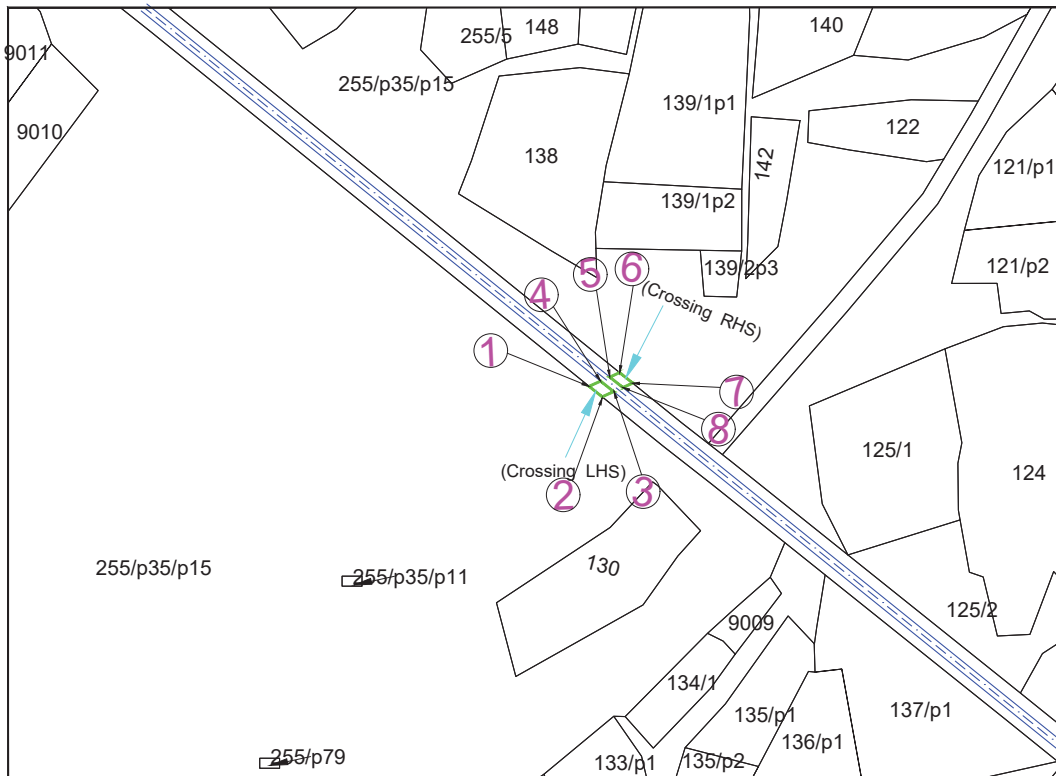 148
140
255/5
9011
255/p35/p15
139/1p1
122
9010
138
142
121/p1
139/1p2
139/2p3
121/p2
5
6
4
(Crossing RHS)
1
7
8
125/1
(Crossing LHS)
124
2
3
130
255/p35/p15
255/p35/p11
125/2
9009
134/1
137/p1
135/p1
136/p1
255/p79
135/p2
133/p1